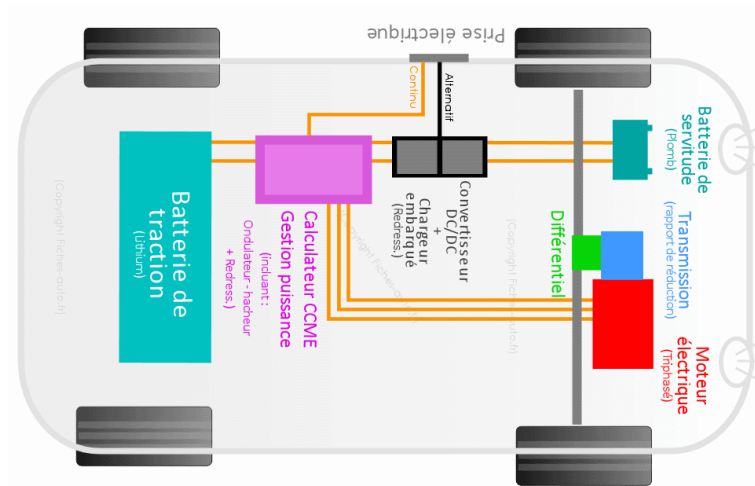 Prise électrique
Continu
Alternatif
Batterie de
servitude
(Plomb)
Transmission
(rapport de réduction)
Moteur
électrique
(Triphasé)
Différentiel
Convertisseur
DC/DC
+
Chargeur
embarqué
(Redress.)
Calculateur CCME
Gestion puissance
(incluant :
Ondulateur - hacheur
+ Redress.)
Batterie de
traction
(Lithium)
(Copyright Fiches-auto.fr)
(Copyright Fiches-auto.fr)
(Copyright Fiches-auto.fr)